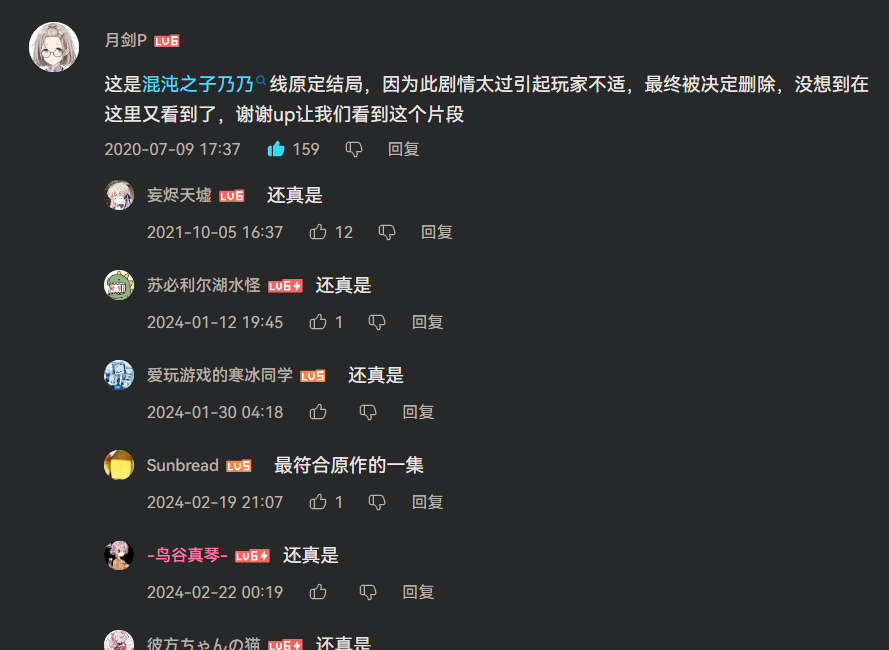 月剑P LV6
这是混沌之子乃乃线原定结局，因为此剧情太过引起玩家不适，最终被决定删除，没想到在
这里又看到了，谢谢up让我们看到这个片段
2020-07-09 17:37 159 回复
妄烬天墟 LV6 还真是
2021-10-05 16:37 12 回复
苏必利尔湖水怪 LV6 还真是
2024-01-12 19:45 1 回复
爱玩游戏的寒冰同学 LV5 还真是
2024-01-30 04:18 回复
Sunbread LV5 最符合原作的一集
2024-02-19 21:07 1 回复
-鸟谷真琴- LV6 还真是
2024-02-22 00:19 回复
彼方ちゃんの猫 LV6 还真是